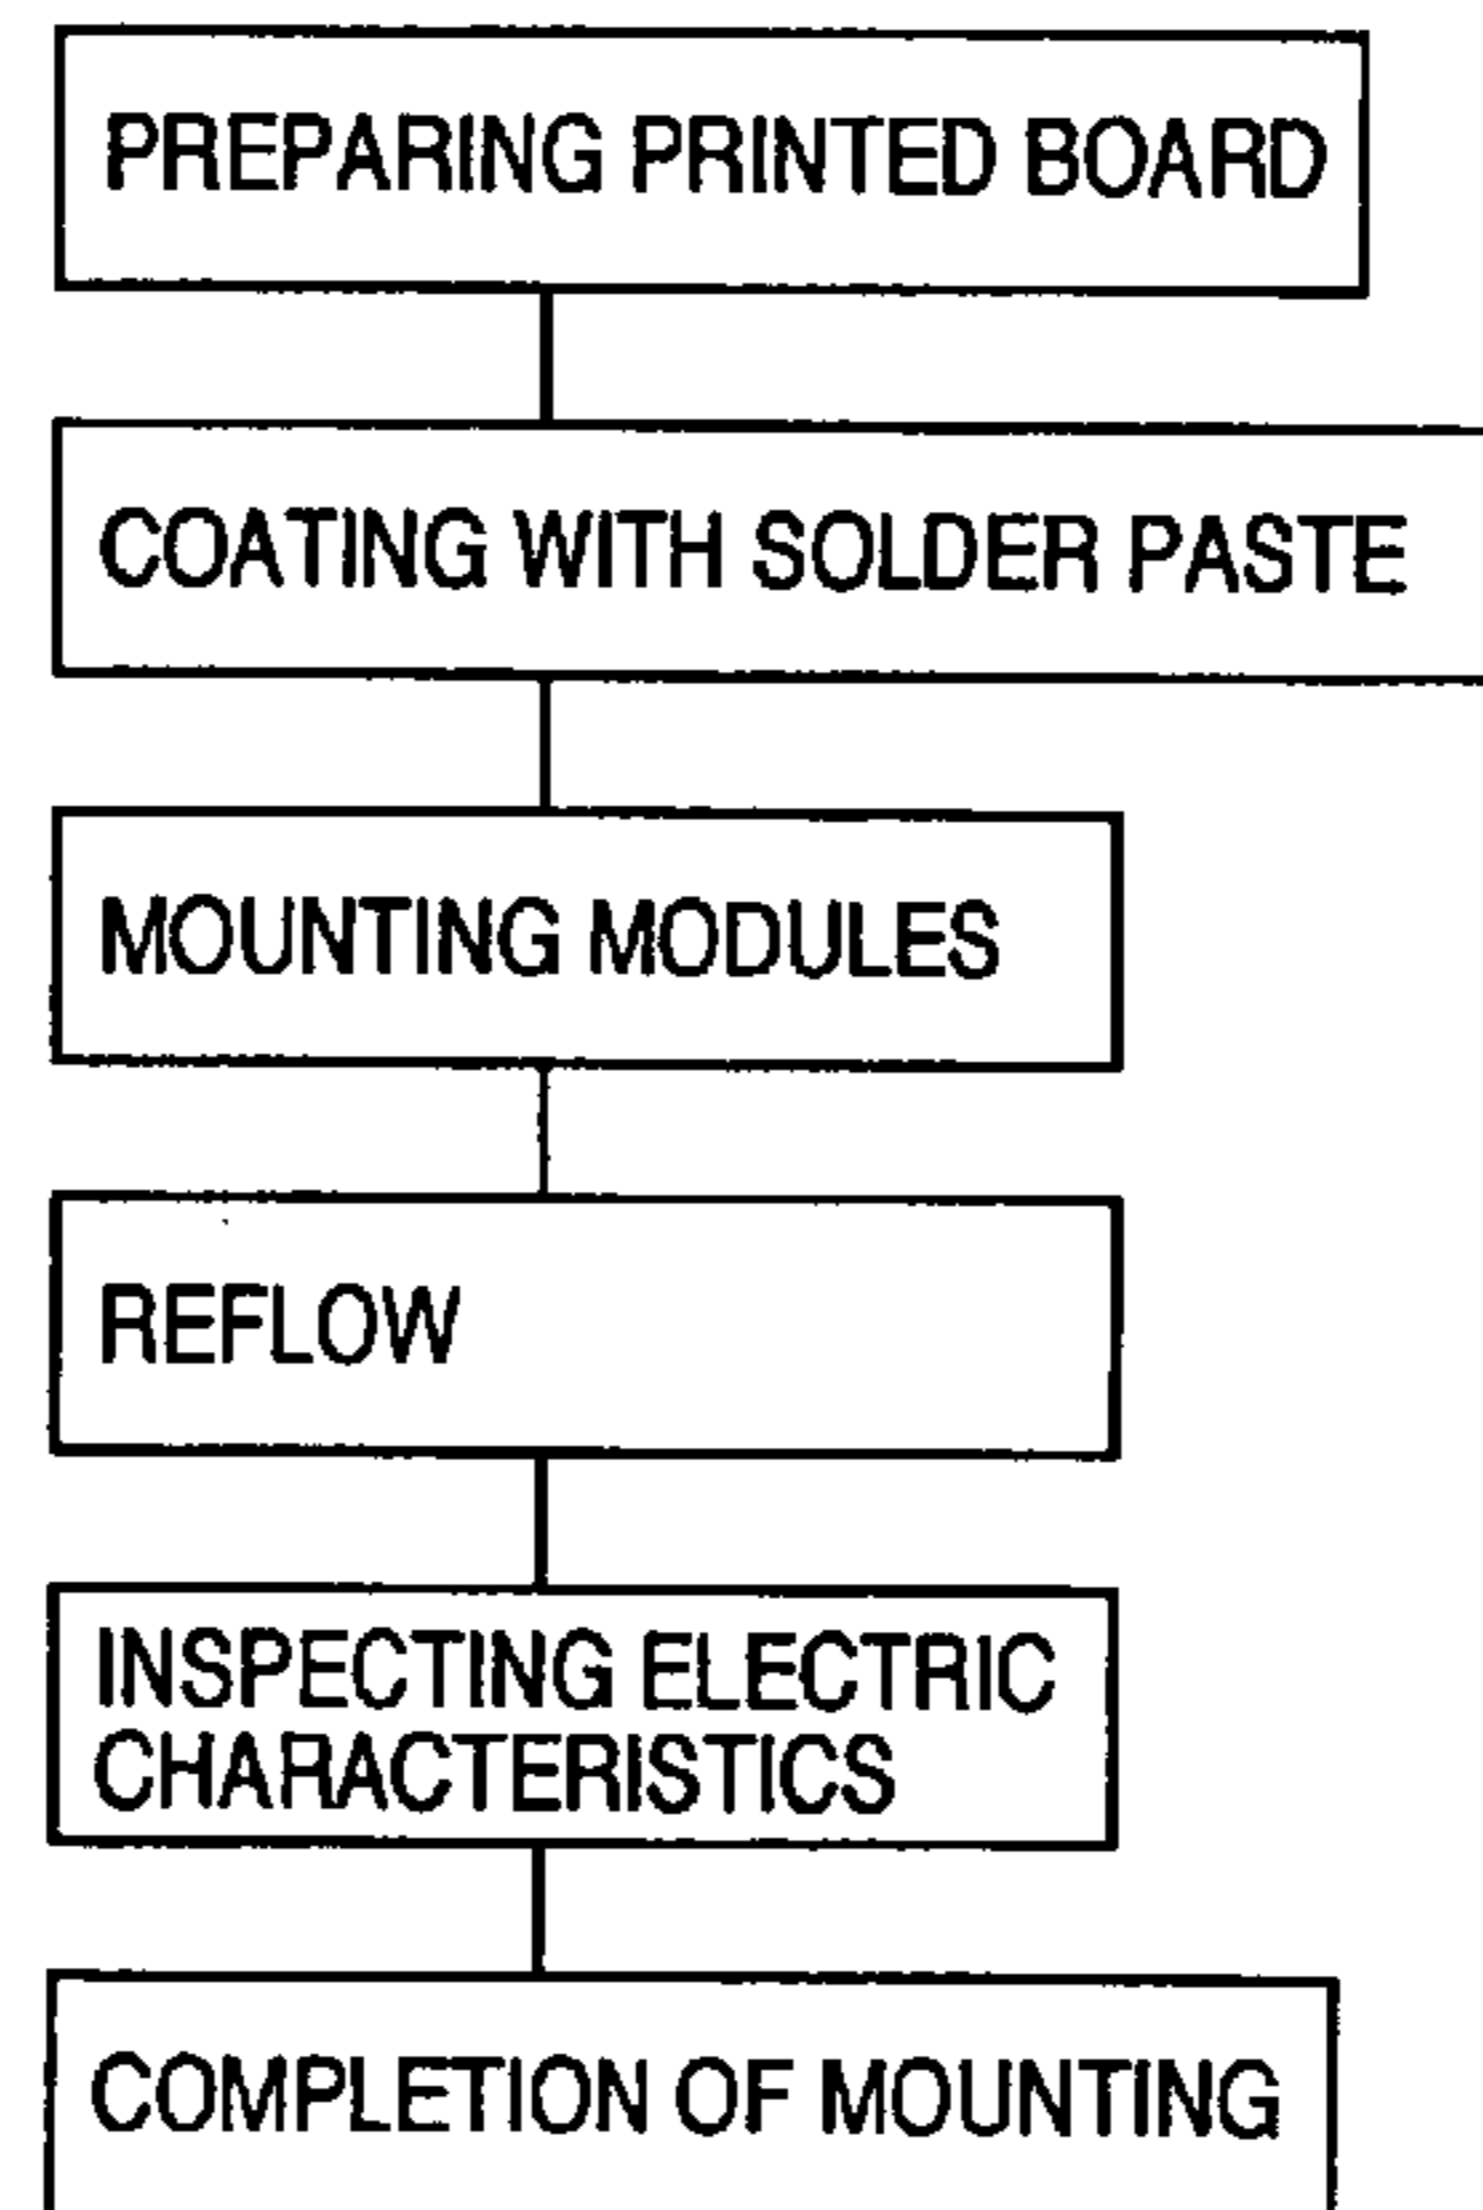 PREPARING PRINTED BOARD
COATING WITH SOLDER PASTE
MOUNTING MODULES
REFLOW
INSPECTING ELECTRIC
CHARACTERISTICS
COMPLETION OF MOUNTING